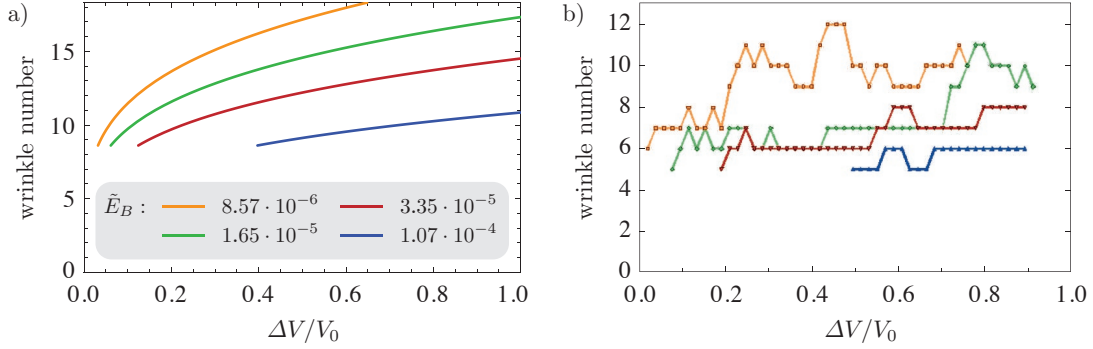 a)
wrinkle number
15
10
5
0
0.0 0.2 0.4 0.6 0.8 1.0
ΔV/V₀
Ẽ_B :
8.57 · 10⁻⁶
3.35 · 10⁻⁵
1.65 · 10⁻⁵
1.07 · 10⁻⁴
b)
wrinkle number
12
10
8
6
4
2
0
0.0 0.2 0.4 0.6 0.8 1.0
ΔV/V₀